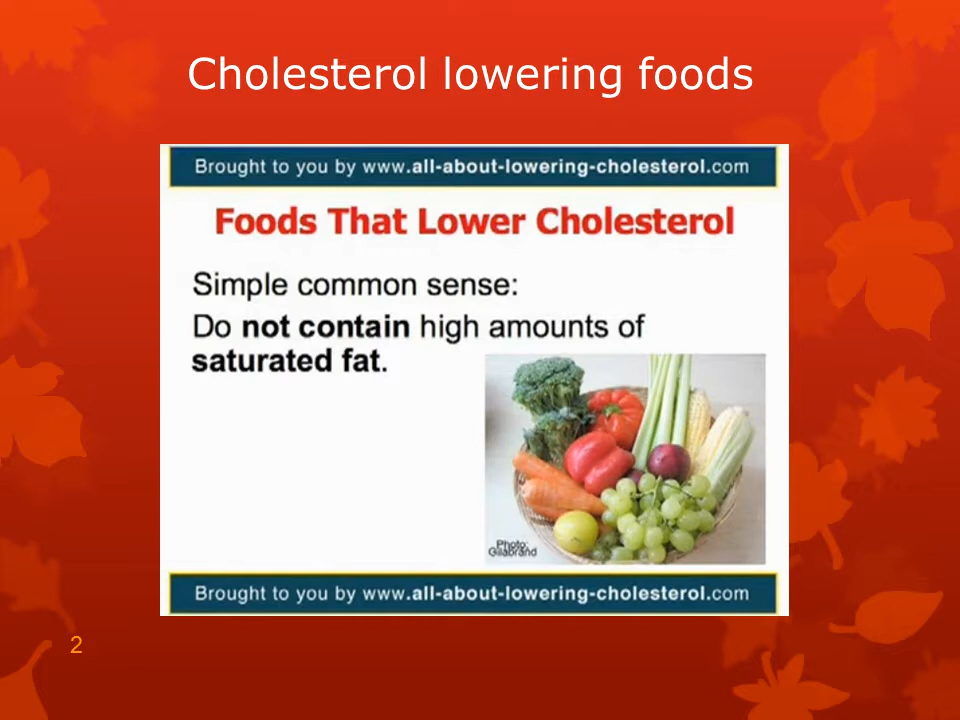 Cholesterol lowering foods
Brought to you by www.all-about-lowering-cholesterol.com
Foods That Lower Cholesterol
Simple common sense:
Do not contain high amounts of
saturated fat.
Photo:
Gilabrand
Brought to you by www.all-about-lowering-cholesterol.com
2